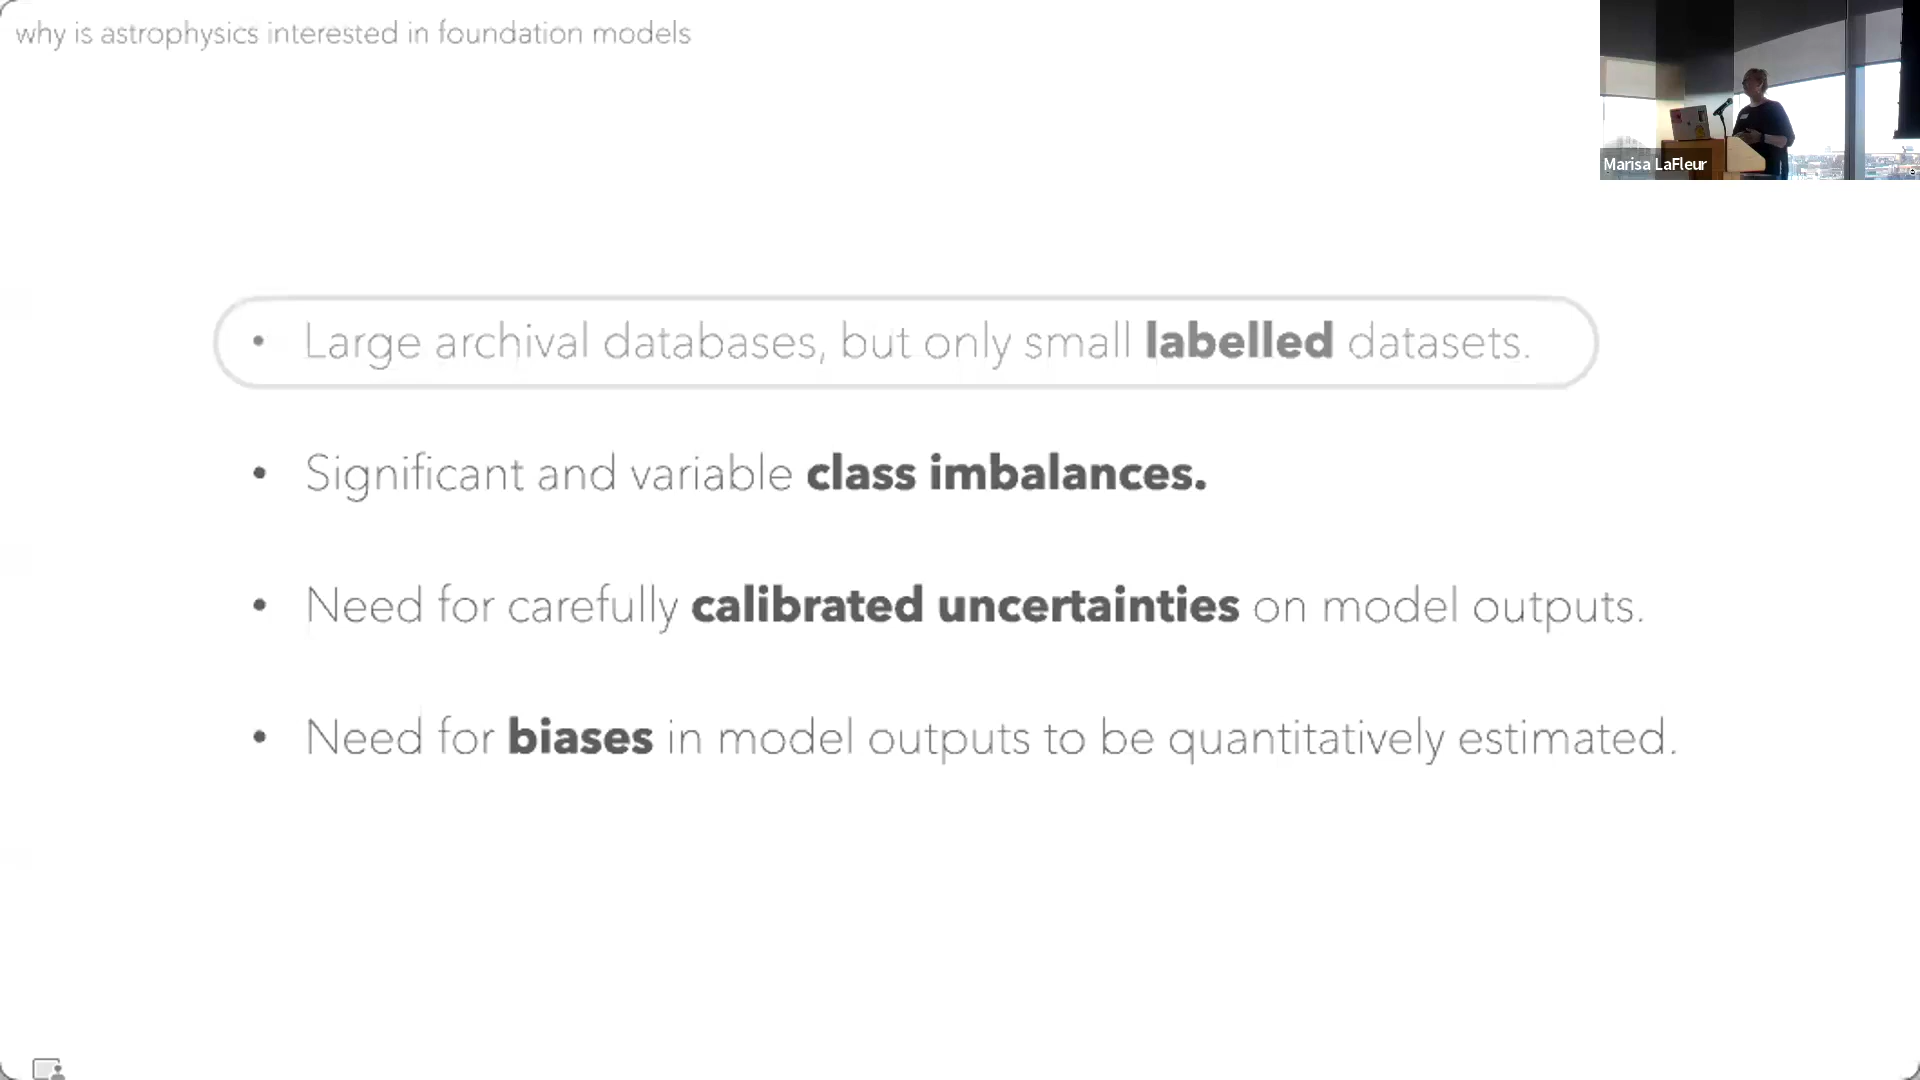 why is astrophysics interested in foundation models
Marisa LaFleur
• Large archival databases, but only small labelled datasets.
• Significant and variable class imbalances.
• Need for carefully calibrated uncertainties on model outputs.
• Need for biases in model outputs to be quantitatively estimated.